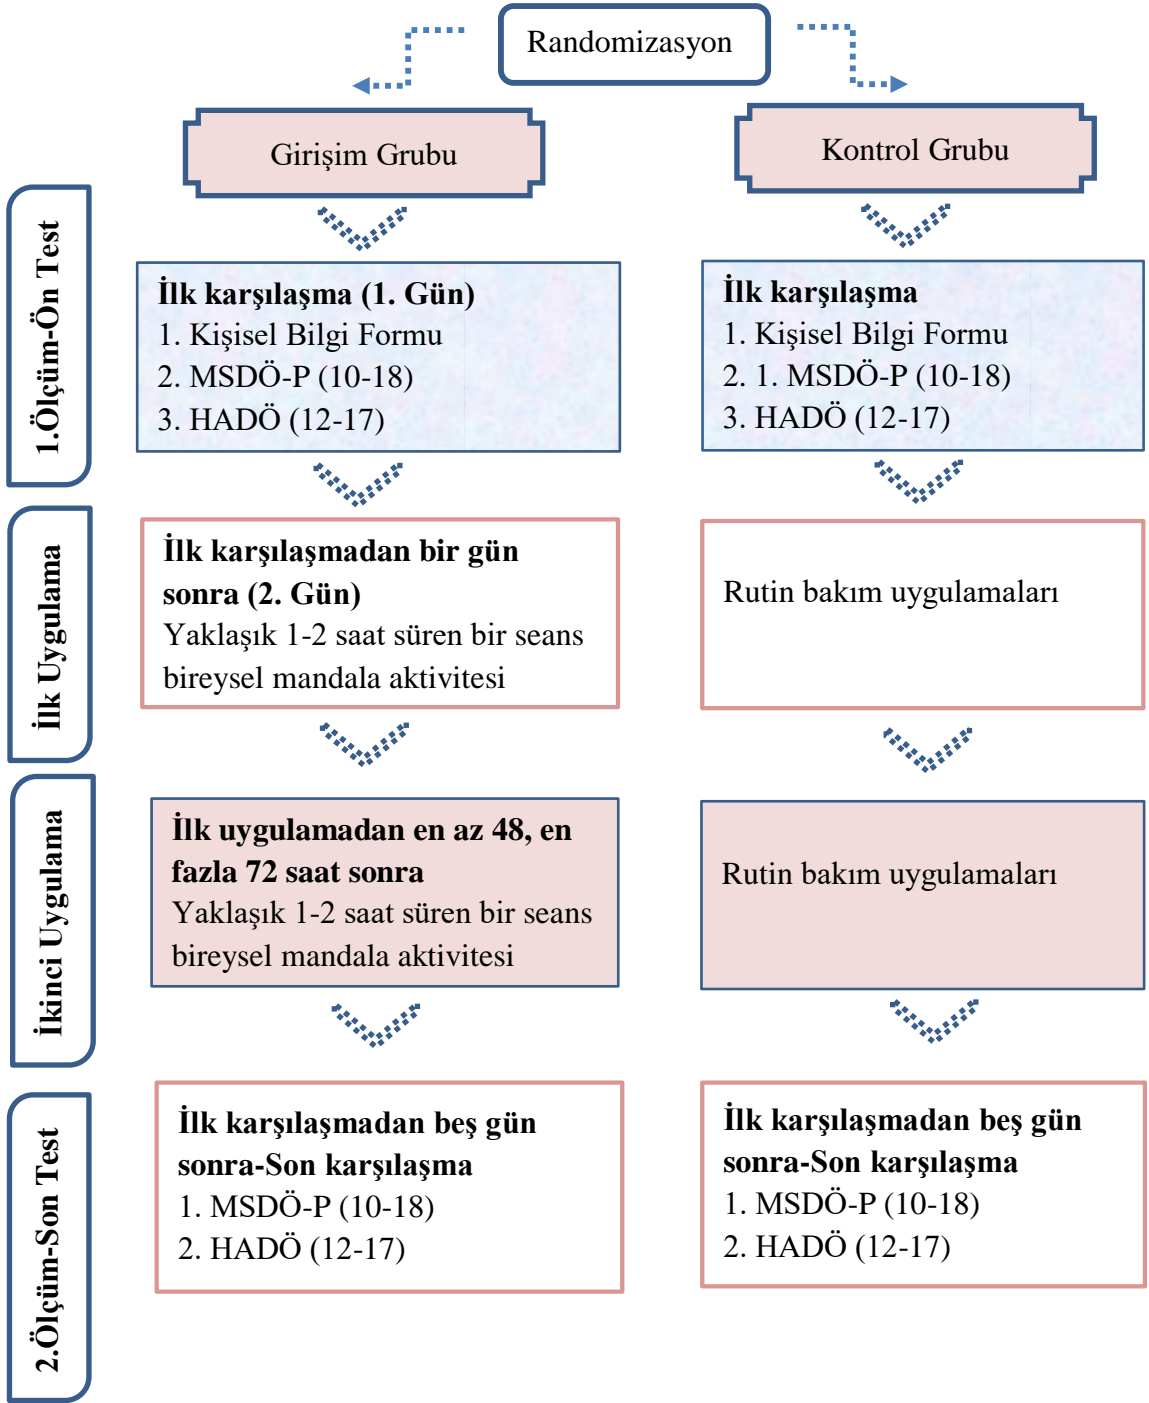 Randomizasyon
Girişim Grubu
Kontrol Grubu
1.Ölçüm-Ön Test
İlk karşılaşma (1. Gün)
1. Kişisel Bilgi Formu
2. MSDÖ-P (10-18)
3. HADÖ (12-17)
İlk karşılaşma
1. Kişisel Bilgi Formu
2. 1. MSDÖ-P (10-18)
3. HADÖ (12-17)
İlk Uygulama
İlk karşılaşmadan bir gün
sonra (2. Gün)
Yaklaşık 1-2 saat süren bir seans
bireysel mandala aktivitesi
Rutin bakım uygulamaları
İkinci Uygulama
İlk uygulamadan en az 48, en
fazla 72 saat sonra
Yaklaşık 1-2 saat süren bir seans
bireysel mandala aktivitesi
Rutin bakım uygulamaları
2.Ölçüm-Son Test
İlk karşılaşmadan beş gün
sonra-Son karşılaşma
1. MSDÖ-P (10-18)
2. HADÖ (12-17)
İlk karşılaşmadan beş gün
sonra-Son karşılaşma
1. MSDÖ-P (10-18)
2. HADÖ (12-17)